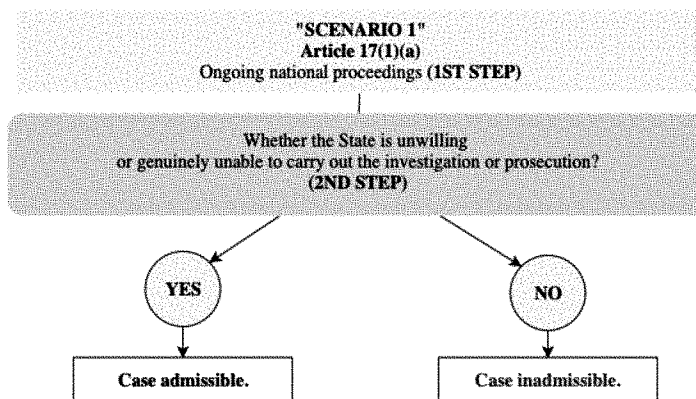 "SCENARIO 1"
Article 17(1)(a)
Ongoing national proceedings (1ST STEP)
Whether the State is unwilling
or genuinely unable to carry out the investigation or prosecution?
(2ND STEP)
YES
NO
Case admissible.
Case inadmissible.